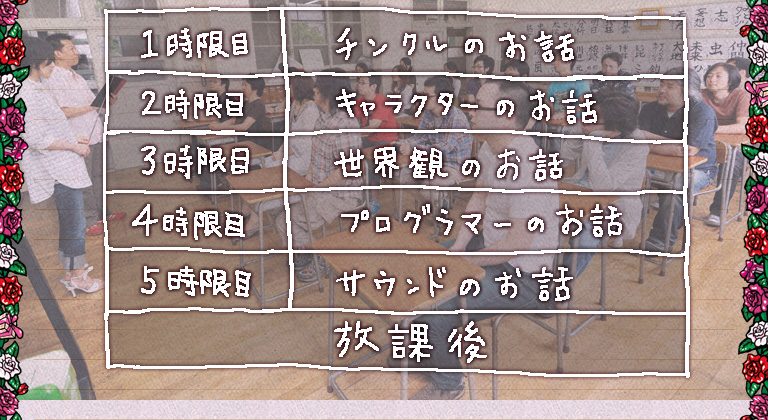 1時限目 チンクルのお話
2時限目 キャラクターのお話
3時限目 世界観のお話
4時限目 プログラマーのお話
5時限目 サウンドのお話
放課後